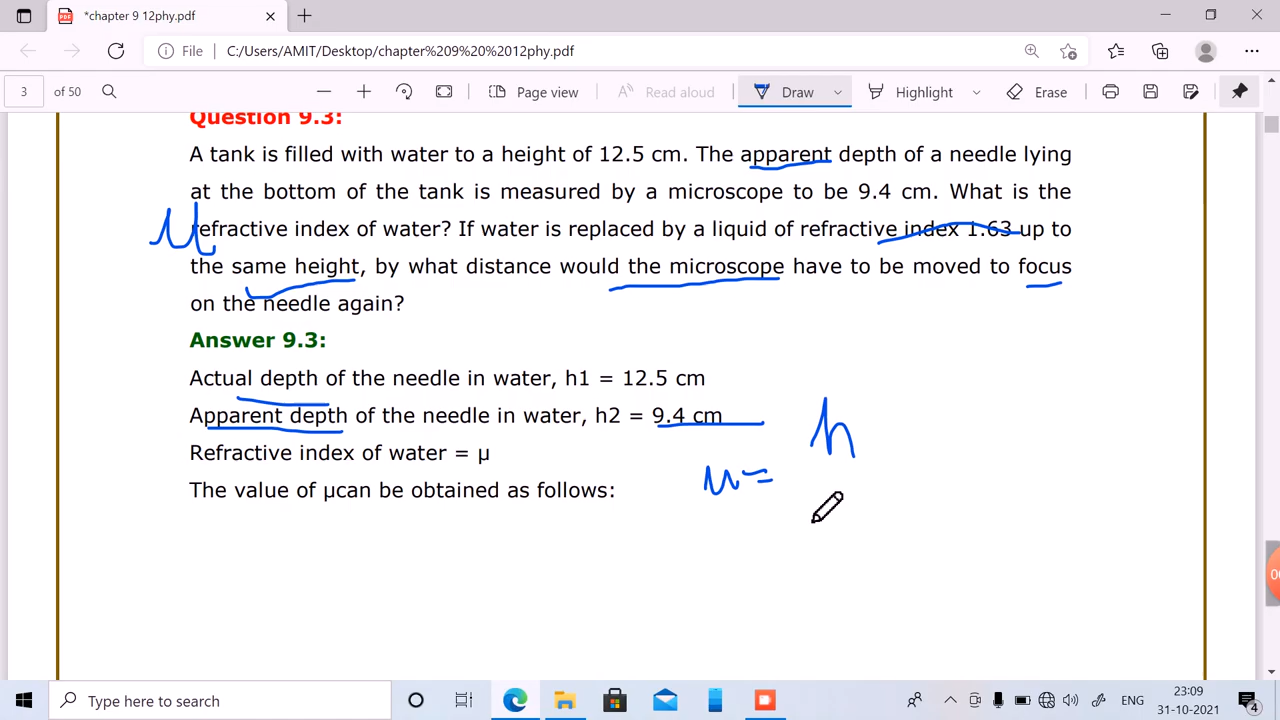 *chapter 9 12phy.pdf
File C:/Users/AMIT/Desktop/chapter%209%20%2012phy.pdf
3 of 50 Page view Read aloud Draw Highlight Erase
Question 9.3:
A tank is filled with water to a height of 12.5 cm. The apparent depth of a needle lying
at the bottom of the tank is measured by a microscope to be 9.4 cm. What is the
refractive index of water? If water is replaced by a liquid of refractive index 1.63 up to
the same height, by what distance would the microscope have to be moved to focus
on the needle again?
Answer 9.3:
Actual depth of the needle in water, h1 = 12.5 cm
Apparent depth of the needle in water, h2 = 9.4 cm
h
Refractive index of water = μ
μ =
The value of μcan be obtained as follows:
Type here to search
ENG
23:09
31-10-2021
4